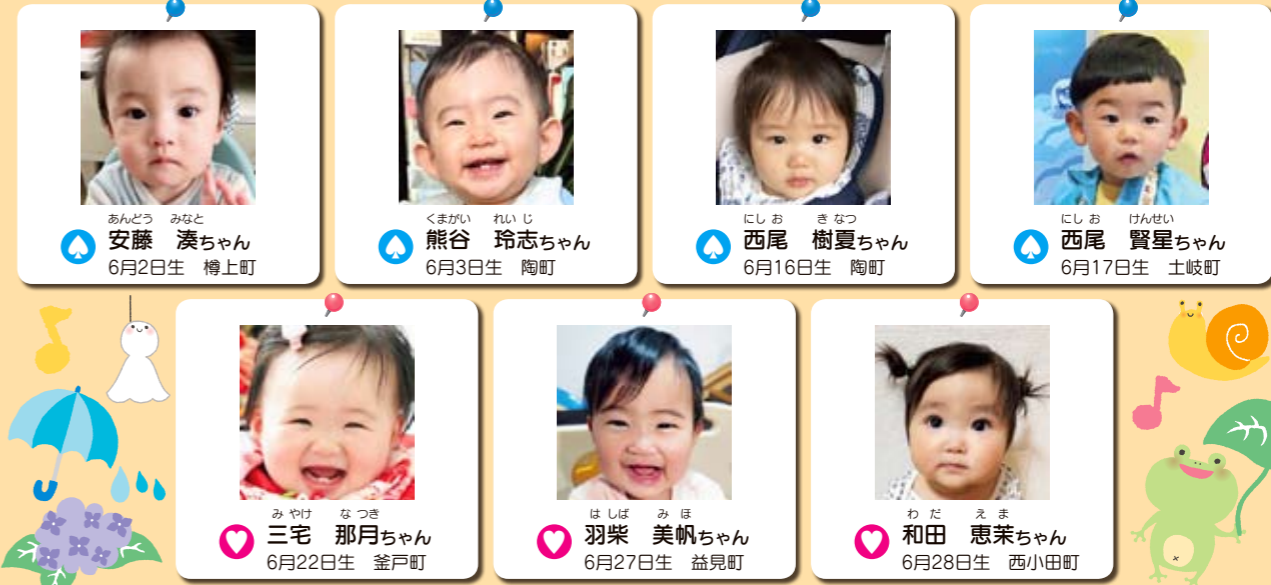 あんどう みなと
安藤 湊ちゃん
6月2日生 樽上町
くまがい れいじ
熊谷 玲志ちゃん
6月3日生 陶町
にしお きなつ
西尾 樹夏ちゃん
6月16日生 陶町
にしお けんせい
西尾 賢星ちゃん
6月17日生 土岐町
みやけ なつき
三宅 那月ちゃん
6月22日生 釜戸町
はしば みほ
羽柴 美帆ちゃん
6月27日生 益見町
わだ えま
和田 恵茉ちゃん
6月28日生 西小田町